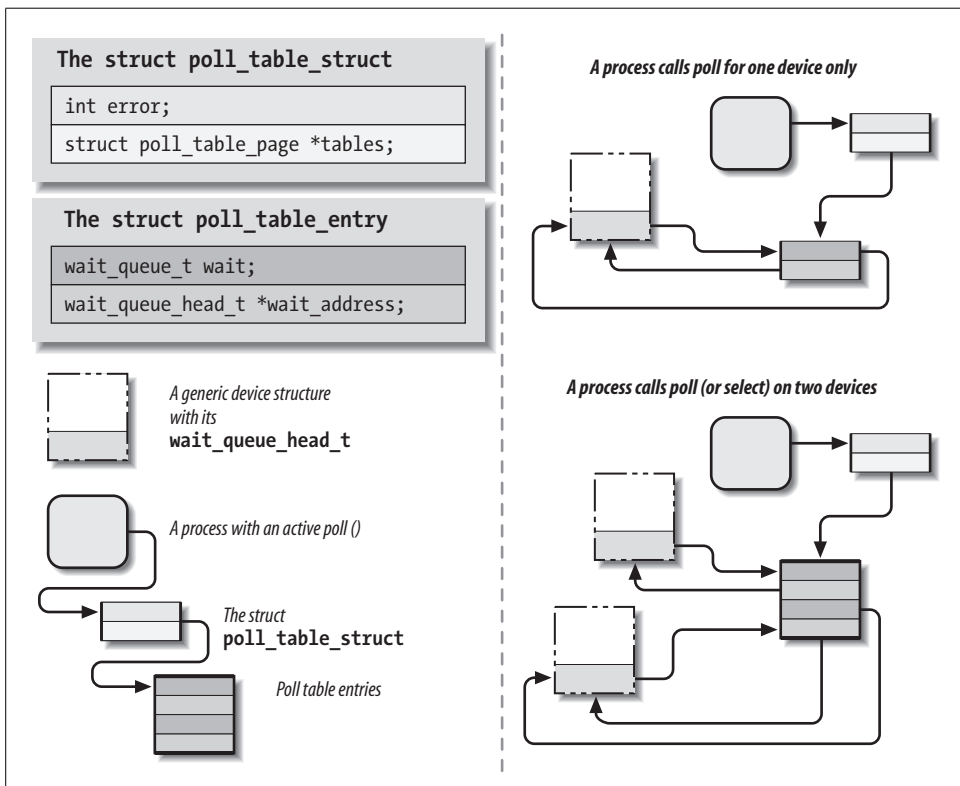 The struct poll_table_struct
int error;
struct poll_table_page *tables;
The struct poll_table_entry
wait_queue_t wait;
wait_queue_head_t *wait_address;
A generic device structure
with its
wait_queue_head_t
A process with an active poll ()
The struct
poll_table_struct
Poll table entries
A process calls poll for one device only
A process calls poll (or select) on two devices